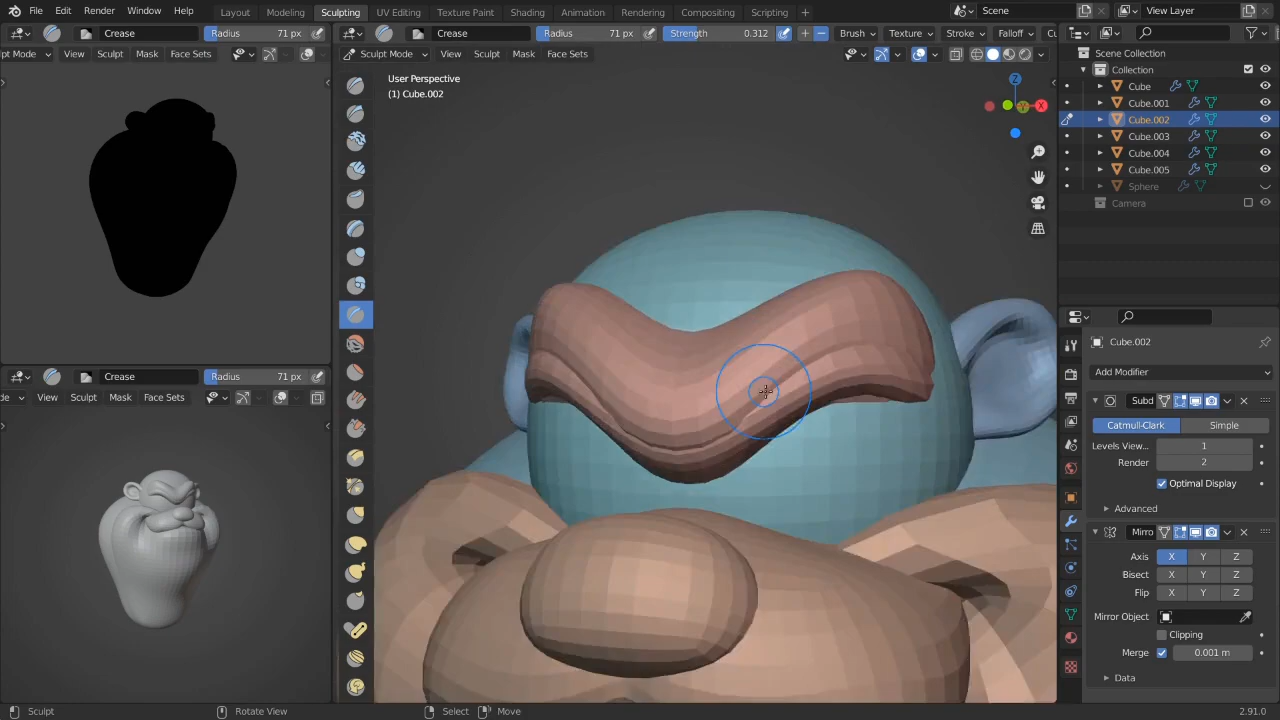 File Edit Render Window Help Layout Modeling Sculpting UV Editing Texture Paint Shading Animation Rendering Compositing Scripting + Scene View Layer
Crease Radius 71 px
Crease Radius 71 px Strength 0.312 Brush Texture Stroke Falloff Cu
pt Mode View Sculpt Mask Face Sets
Sculpt Mode View Sculpt Mask Face Sets
User Perspective
(1) Cube.002
Z
X
Y
Scene Collection
Collection
Cube
Cube.001
Cube.002
Cube.003
Cube.004
Cube.005
Sphere
Camera
Cube.002
Add Modifier
Subd
Catmull-Clark Simple
Levels View... 1
Render 2
Optimal Display
Advanced
Mirro
Axis X Y Z
Bisect X Y Z
Flip X Y Z
Mirror Object
Clipping
Merge 0.001 m
Data
Crease Radius 71 px
de View Sculpt Mask Face Sets
Sculpt Rotate View Select Move 2.91.0